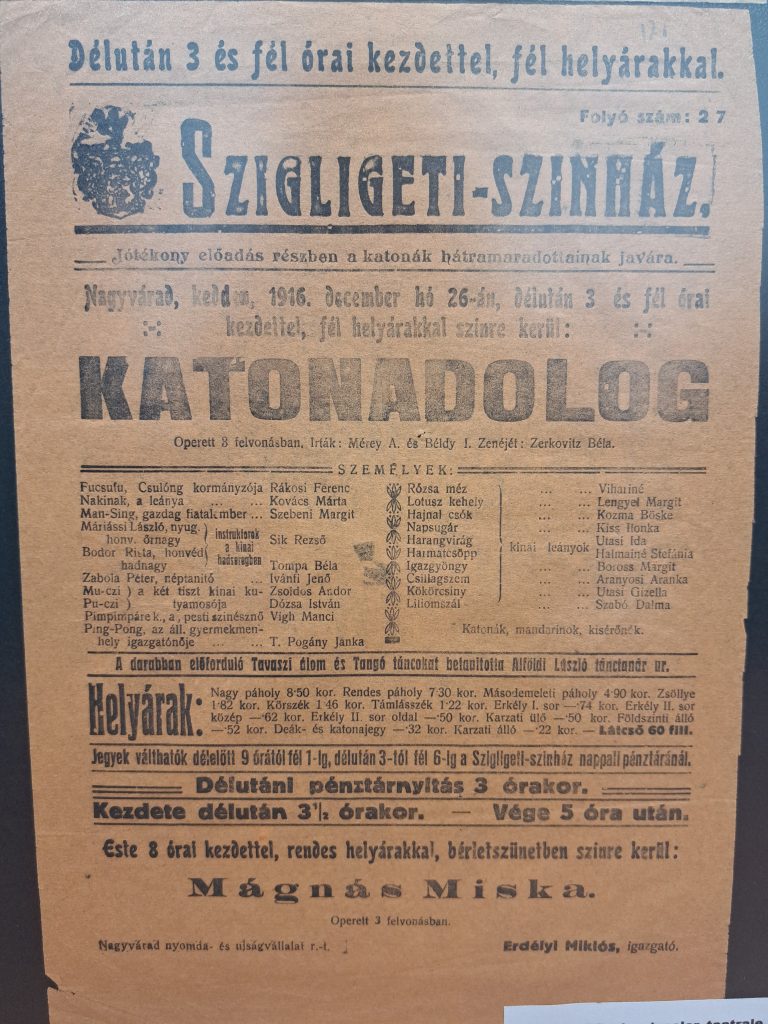 Délután 3 és fél órai kezdettel, fél helyárakkal.
Folyó szám: 27
SZIGLIGETI-SZINHÁZ.
Jótékony előadás részben a katonák hátramaradottainak javára.
Nagyvárad, kedden, 1916. december hó 26-án, délután 3 és fél órai
:-: kezdettel, fél helyárakkal szinre kerül: :-:
KATONADOLOG
Operett 3 felvonásban, Irták: Mérey A. és Béldy I. Zenéjét: Zerkovitz Béla.
SZEMÉLYEK:
Fucsufu, Csulöng kormányzója Rákosi Ferenc
Nakinak, a leánya ... ... Kovács Márta
Man-Sing, gazdag fiatalember ... Szebeni Margit
Máriássi László, nyug.
honv. őrnagy
Bodor Rista, honvéd
hadnagy
instruktorok
a kinai
hadseregben
Sik Rezső
Tompa Béla
Zabola Péter, néptanitó ... Ivánfi Jenő
Mu-czi ) a két tiszt kinai ku- Zsoldos Andor
Pu-czi ) tyamosója Dózsa István
Pimpimpáre k., a, pesti szinésznő Vigh Manci
Ping-Pong, az áll. gyermekmen-
hely igazgatónője ... ... T. Pogány Janka
Rózsa méz ... ... Vihariné
Lotusz kehely ... ... Lengyel Margit
Hajnal csók ... ... Kozma Böske
Napsugár ... ... Kiss Ilonka
Harangvirág Utasi Ida
kinai leányok
Harmatcsöpp Halmainé Stefánia
Igazgyöngy ... ... Boross Margit
Csillagszem ... ... Aranyosi Aranka
Kökörcsiny ... ... Utasi Gizella
Liliomszál ... ... Szabó Dalma
Katonák, mandarinok, kisérőnék.
A darabban előforduló Tavaszi álom és Tangó táncokat betanitotta Alföldi László tánctanár ur.
Helyárak:
Nagy páholy 8·50 kor. Rendes páholy 7·30 kor. Másodemeleti páholy 4·90 kor. Zsöllye
1·82 kor. Körszék 1·46 kor. Támlásszék 1·22 kor. Erkély I. sor —·74 kor. Erkély II. sor
közép —·62 kor. Erkély II. sor oldal —·50 kor. Karzati ülő —·50 kor. Földszinti álló
—·52 kor. Deák- és katonajegy —·32 kor. Karzati álló —·22 kor. — Látcső 60 fill.
Jegyek válthatók délelőtt 9 órától fél 1-ig, délután 3-tól fél 6-ig a Szigligeti-szinház nappali pénztáránál.
Délutáni pénztárnyitás 3 órakor.
Kezdete délután 3½ órakor. — Vége 5 óra után.
Este 8 órai kezdettel, rendes helyárakkal, bérletszünetben szinre kerül:
Mágnás Miska.
Operett 3 felvonásban.
Nagyvárad nyomda- és ujságvállalat r.-t.
Erdélyi Miklós, igazgató.